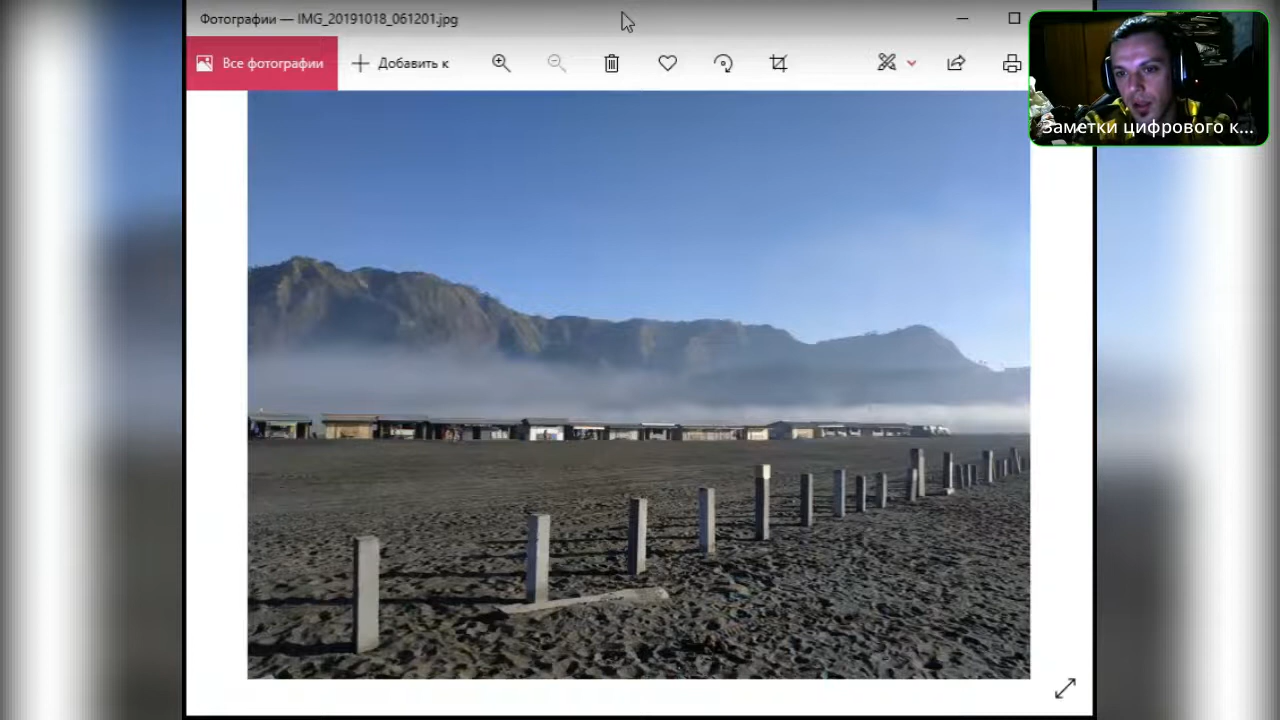 Фотографии — IMG_20191018_061201.jpg
Все фотографии
Добавить к
Заметки цифрового к...